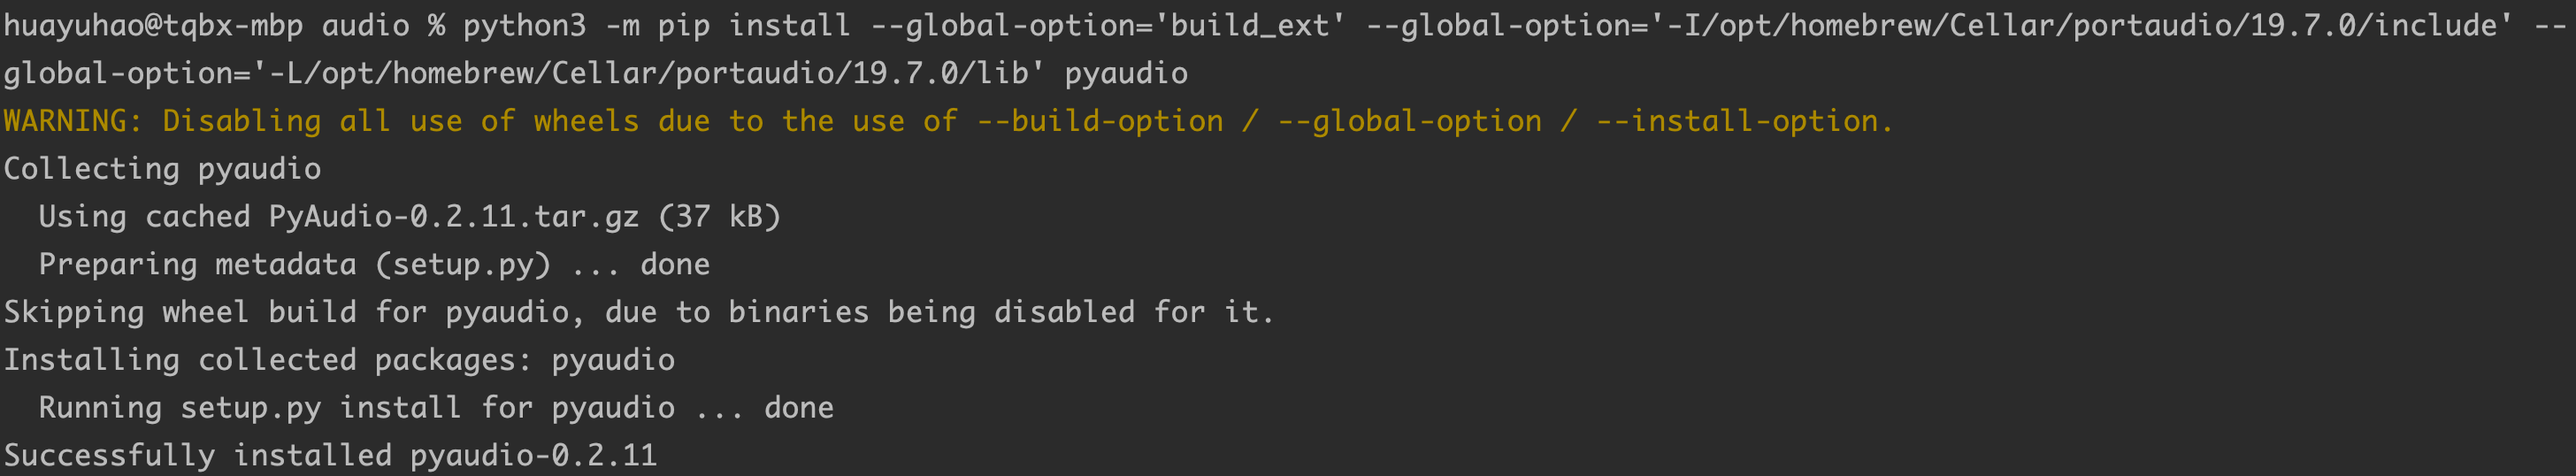 huayuhao@tqbx-mbp audio % python3 -m pip install --global-option='build_ext' --global-option='-I/opt/homebrew/Cellar/portaudio/19.7.0/include' --
global-option='-L/opt/homebrew/Cellar/portaudio/19.7.0/lib' pyaudio
WARNING: Disabling all use of wheels due to the use of --build-option / --global-option / --install-option.
Collecting pyaudio
  Using cached PyAudio-0.2.11.tar.gz (37 kB)
  Preparing metadata (setup.py) ... done
Skipping wheel build for pyaudio, due to binaries being disabled for it.
Installing collected packages: pyaudio
  Running setup.py install for pyaudio ... done
Successfully installed pyaudio-0.2.11